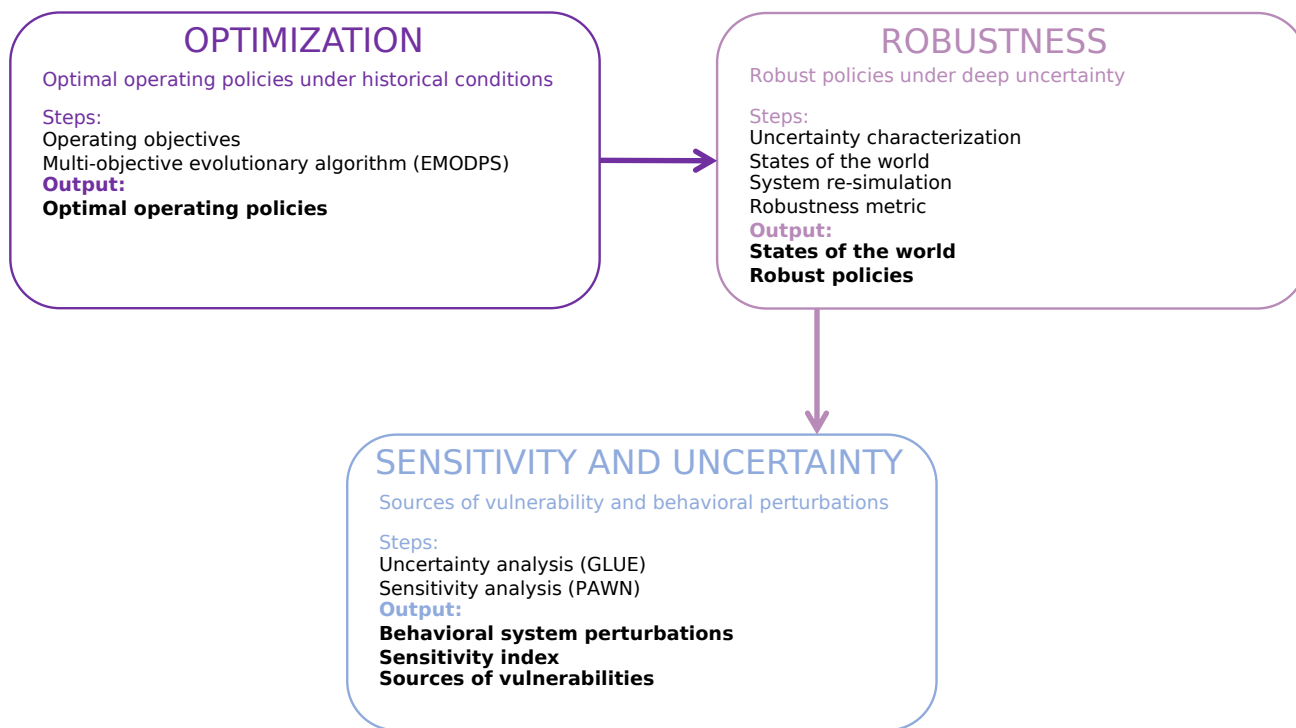 OPTIMIZATION
Optimal operating policies under historical conditions
Steps:
Operating objectives
Multi-objective evolutionary algorithm (EMODPS)
Output:
Optimal operating policies
ROBUSTNESS
Robust policies under deep uncertainty
Steps:
Uncertainty characterization
States of the world
System re-simulation
Robustness metric
Output:
States of the world
Robust policies
SENSITIVITY AND UNCERTAINTY
Sources of vulnerability and behavioral perturbations
Steps:
Uncertainty analysis (GLUE)
Sensitivity analysis (PAWN)
Output:
Behavioral system perturbations
Sensitivity index
Sources of vulnerabilities